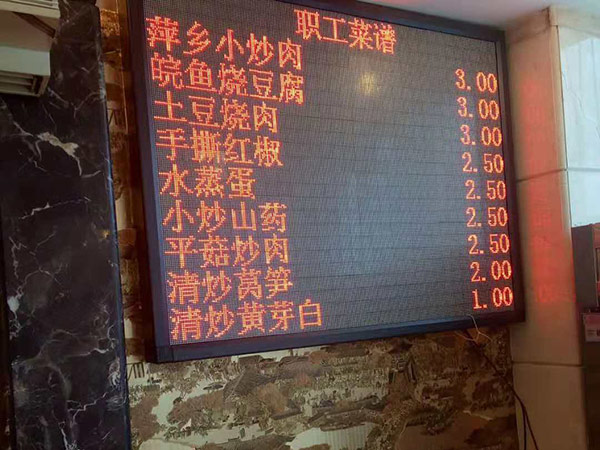 职工菜谱
萍乡小炒肉 3.00
皖鱼烧豆腐 3.00
土豆烧肉 3.00
手撕红椒 2.50
水蒸蛋 2.50
小炒山药 2.50
平菇炒肉 2.50
清炒莴笋 2.00
清炒黄芽白 1.00